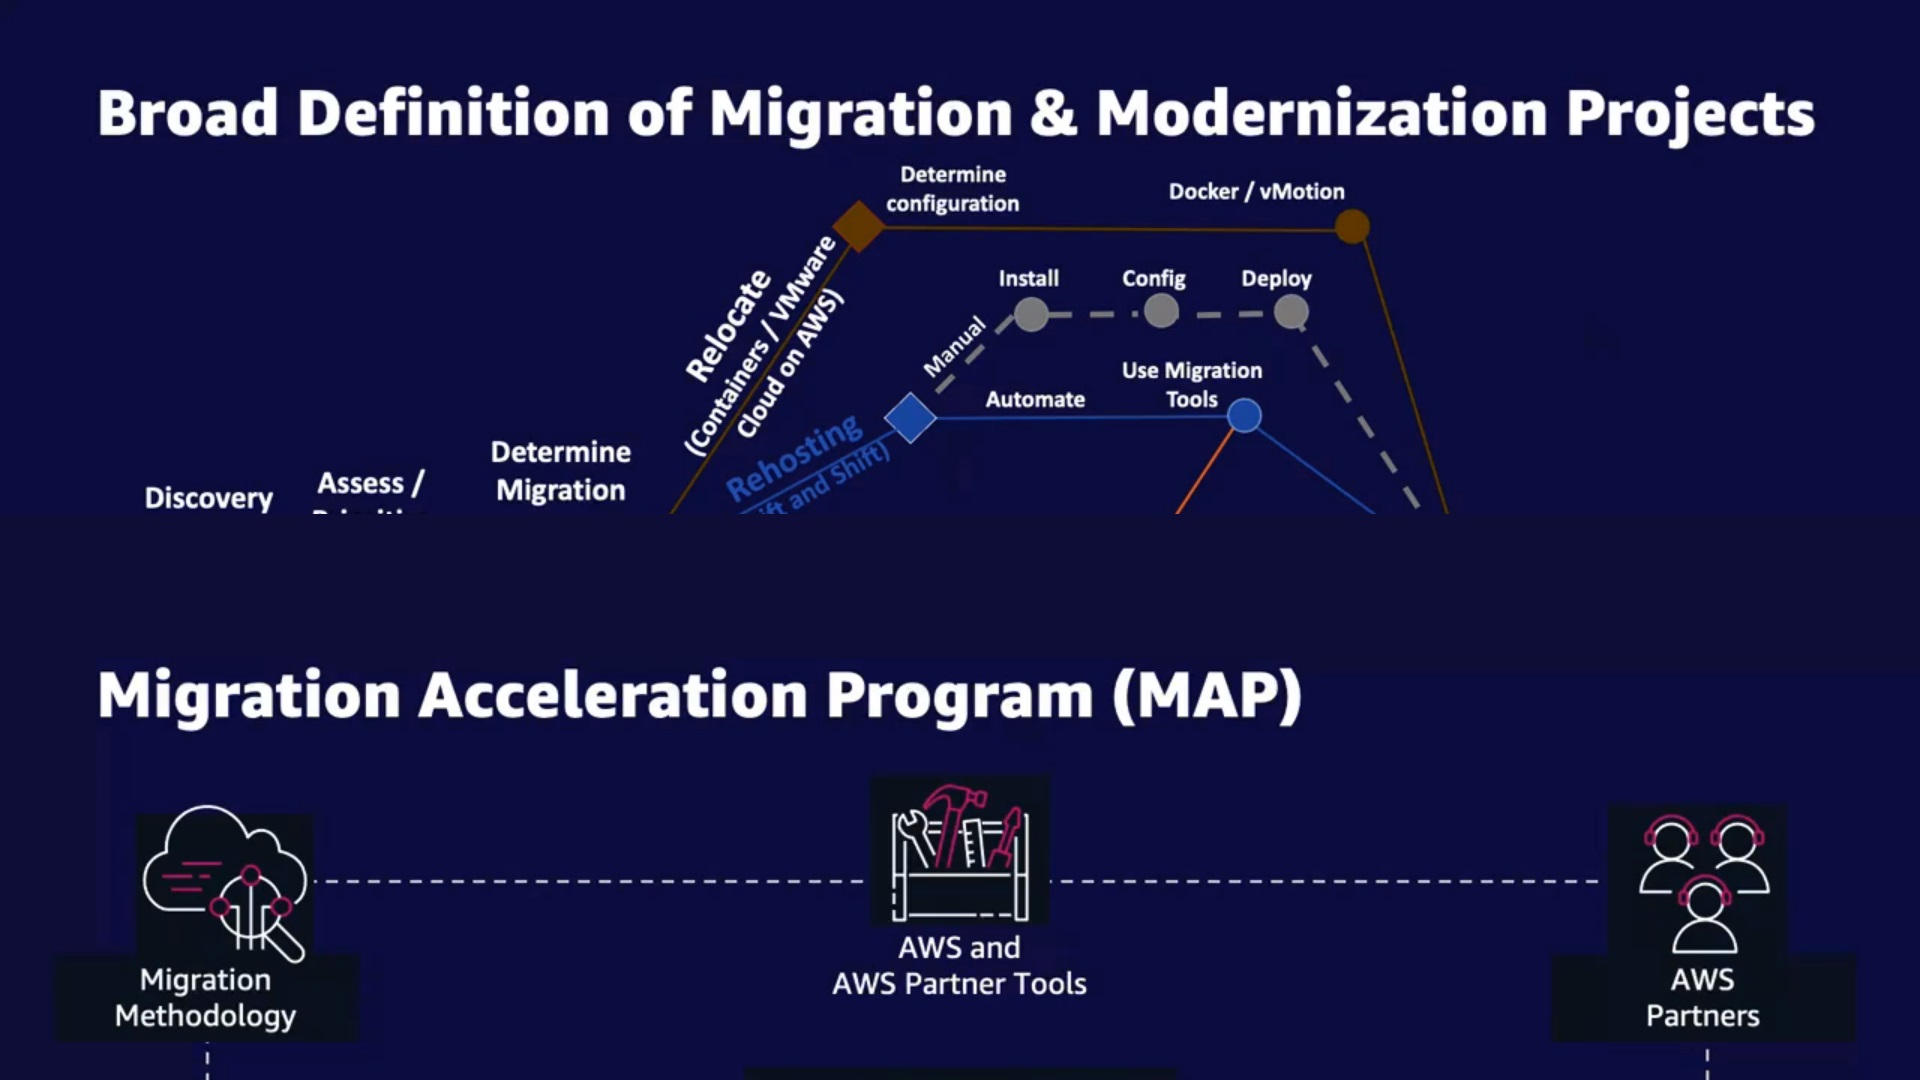 Broad Definition of Migration & Modernization Projects
Determine
configuration
Docker / vMotion
Relocate
(Containers / VMware
Cloud on AWS)
Install
Config
Deploy
Manual
Use Migration
Tools
Automate
Rehosting
ift and Shift)
Determine
Migration
Assess /
Discovery
Migration Acceleration Program (MAP)
AWS and
AWS Partner Tools
Migration
Methodology
AWS
Partners